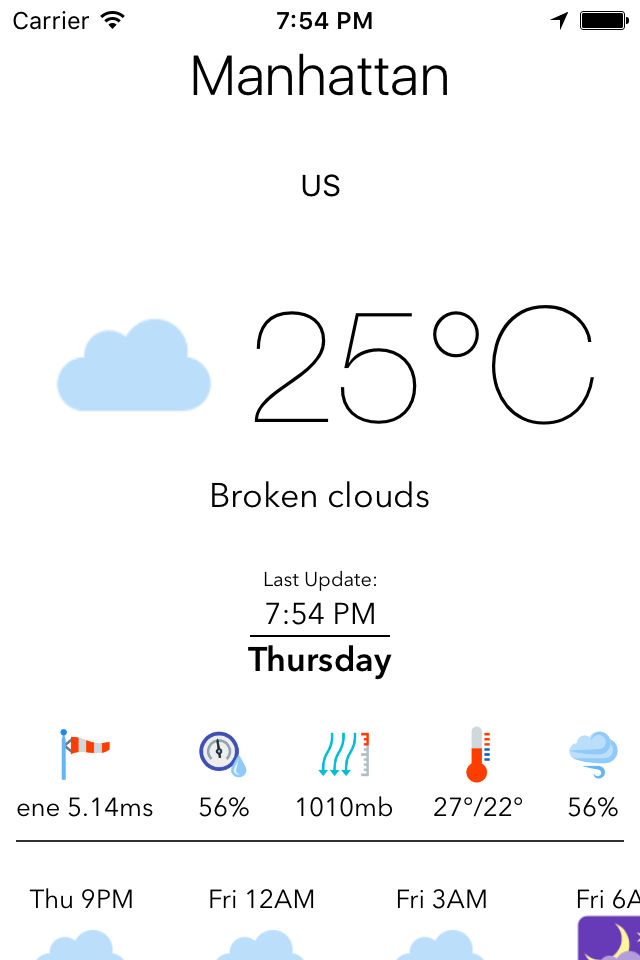 Carrier 7:54 PM
Manhattan
US
25°C
Broken clouds
Last Update:
7:54 PM
Thursday
ene 5.14ms 56% 1010mb 27°/22° 56%
Thu 9PM Fri 12AM Fri 3AM Fri 6A